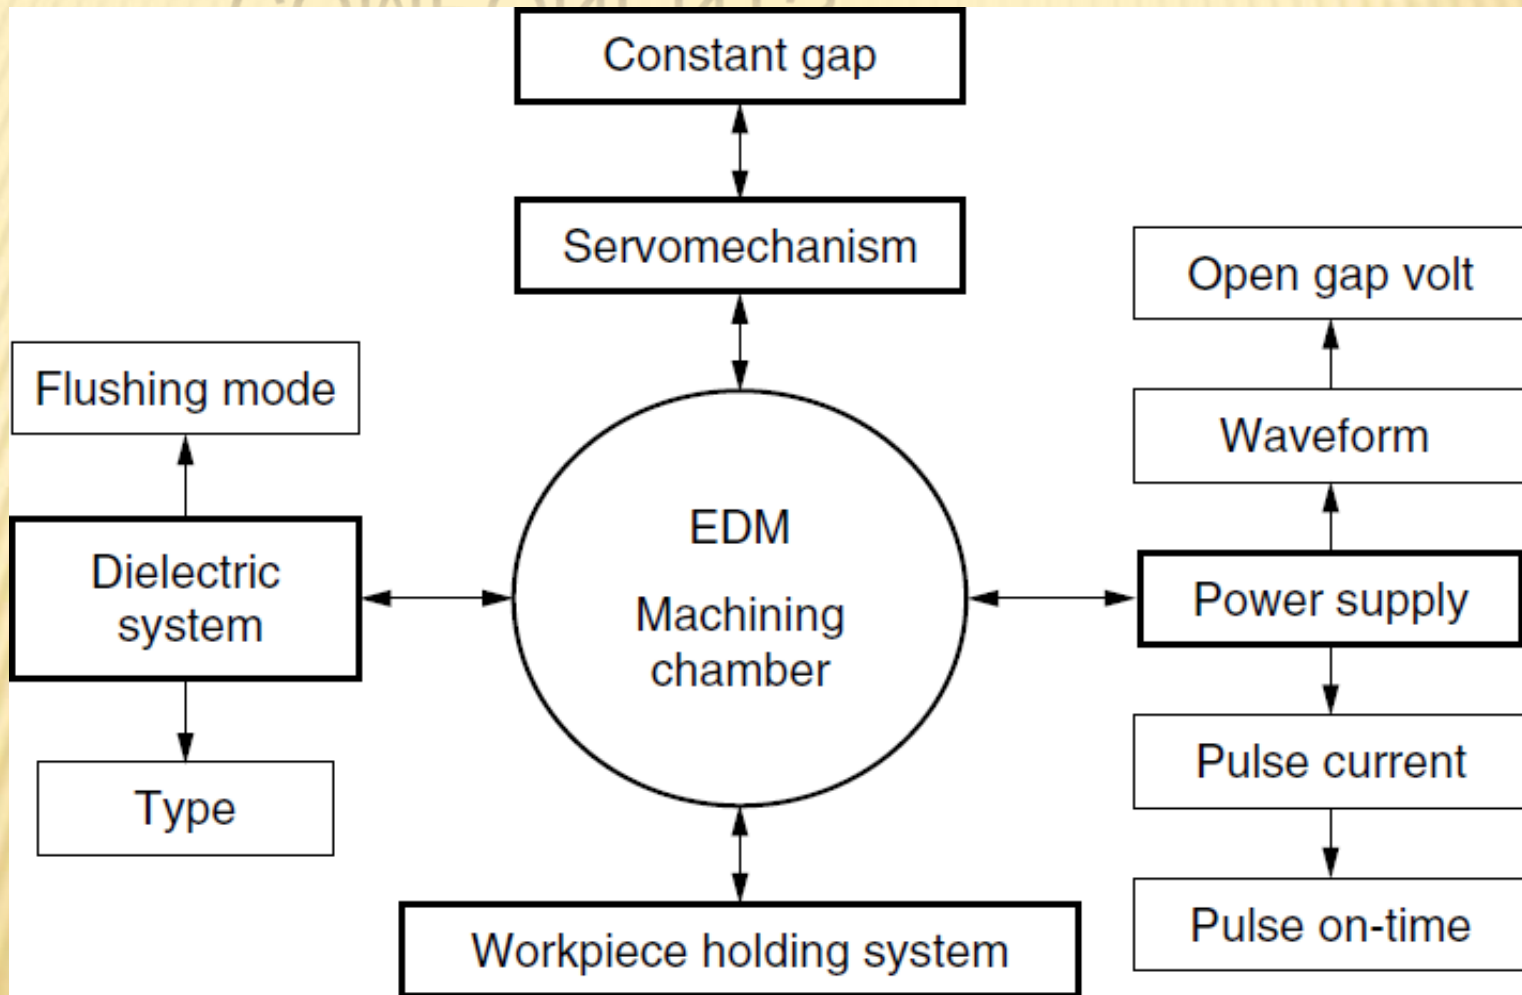 Constant gap
Servomechanism
Open gap volt
Flushing mode
Waveform
EDM
Machining
chamber
Dielectric
system
Power supply
Pulse current
Type
Pulse on-time
Workpiece holding system